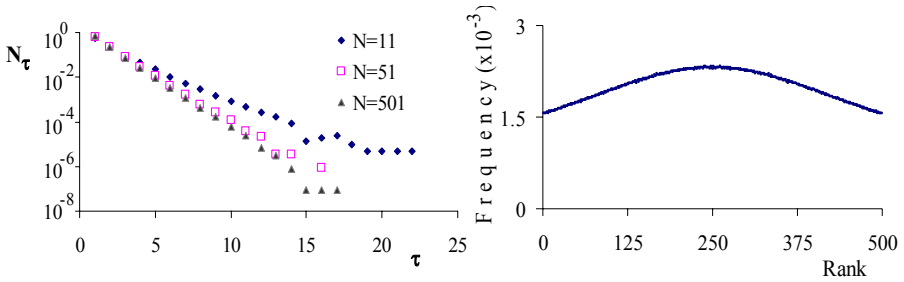 N_τ
10^0
10^-2
10^-4
10^-6
10^-8
0 5 10 15 20 25
τ
N=11
N=51
N=501
Frequency (x10^-3)
3
1.5
0
0 125 250 375 500
Rank